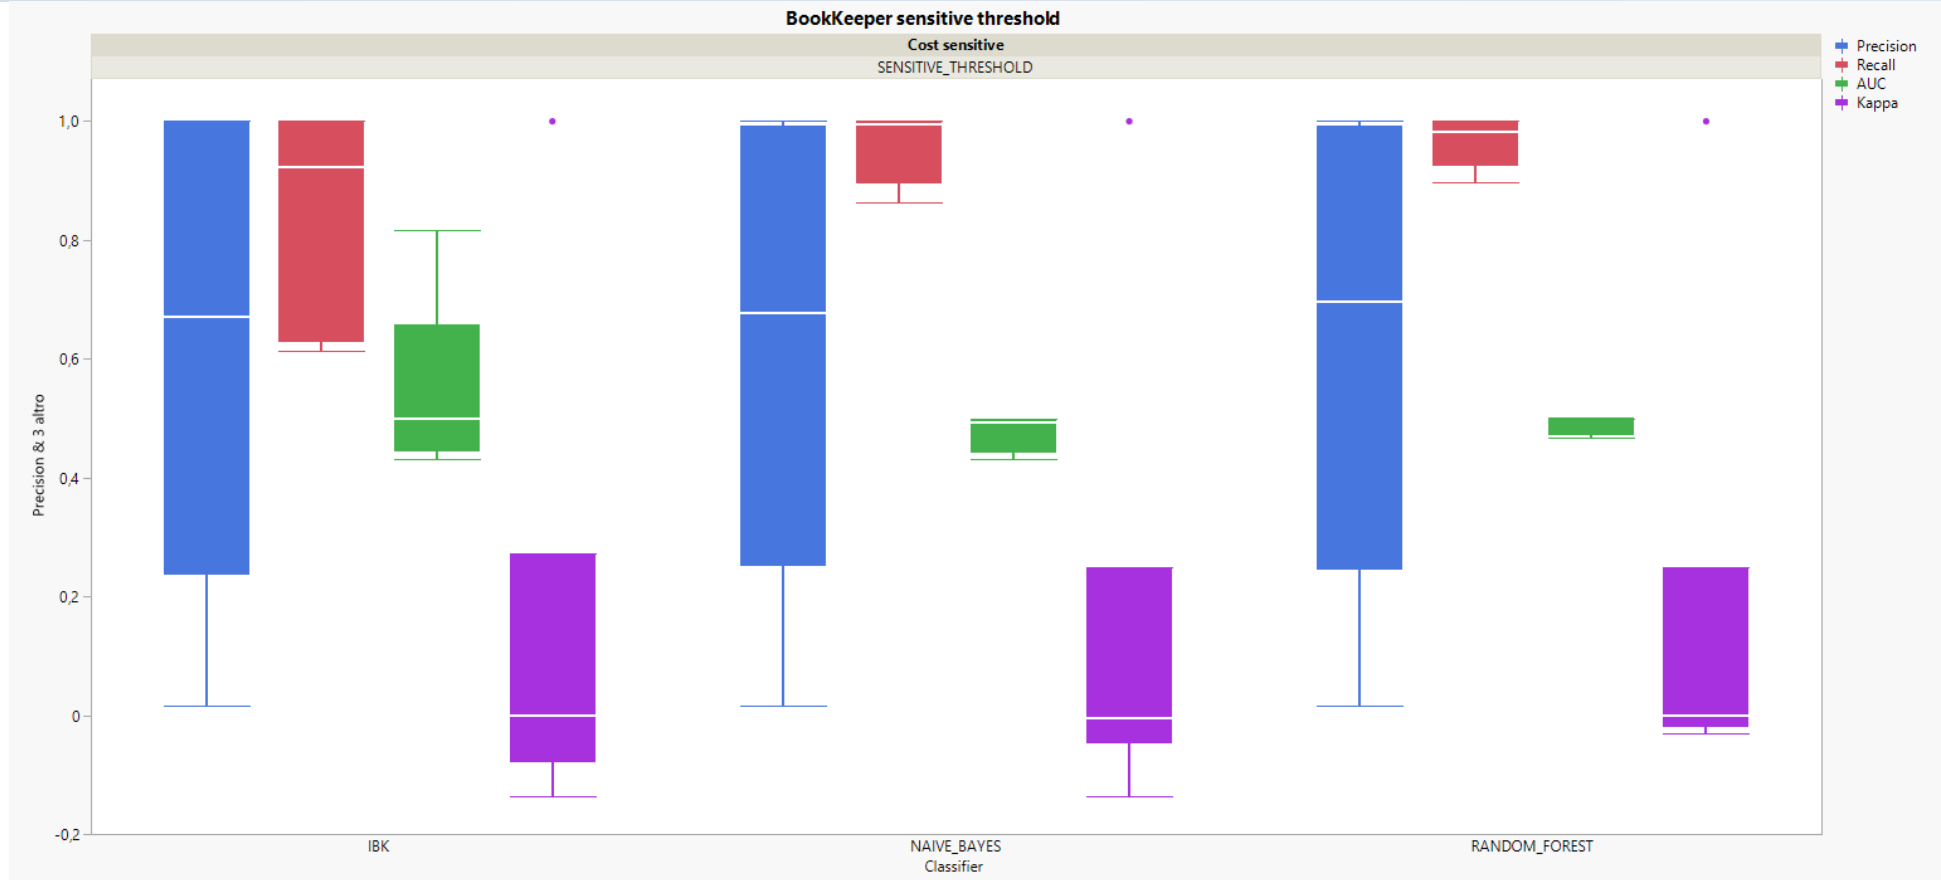 BookKeeper sensitive threshold
Cost sensitive
SENSITIVE_THRESHOLD
Precision
Recall
AUC
Kappa
1,0
0,8
0,6
0,4
0,2
0
-0,2
Precision & 3 altro
IBK
NAIVE_BAYES
RANDOM_FOREST
Classifier